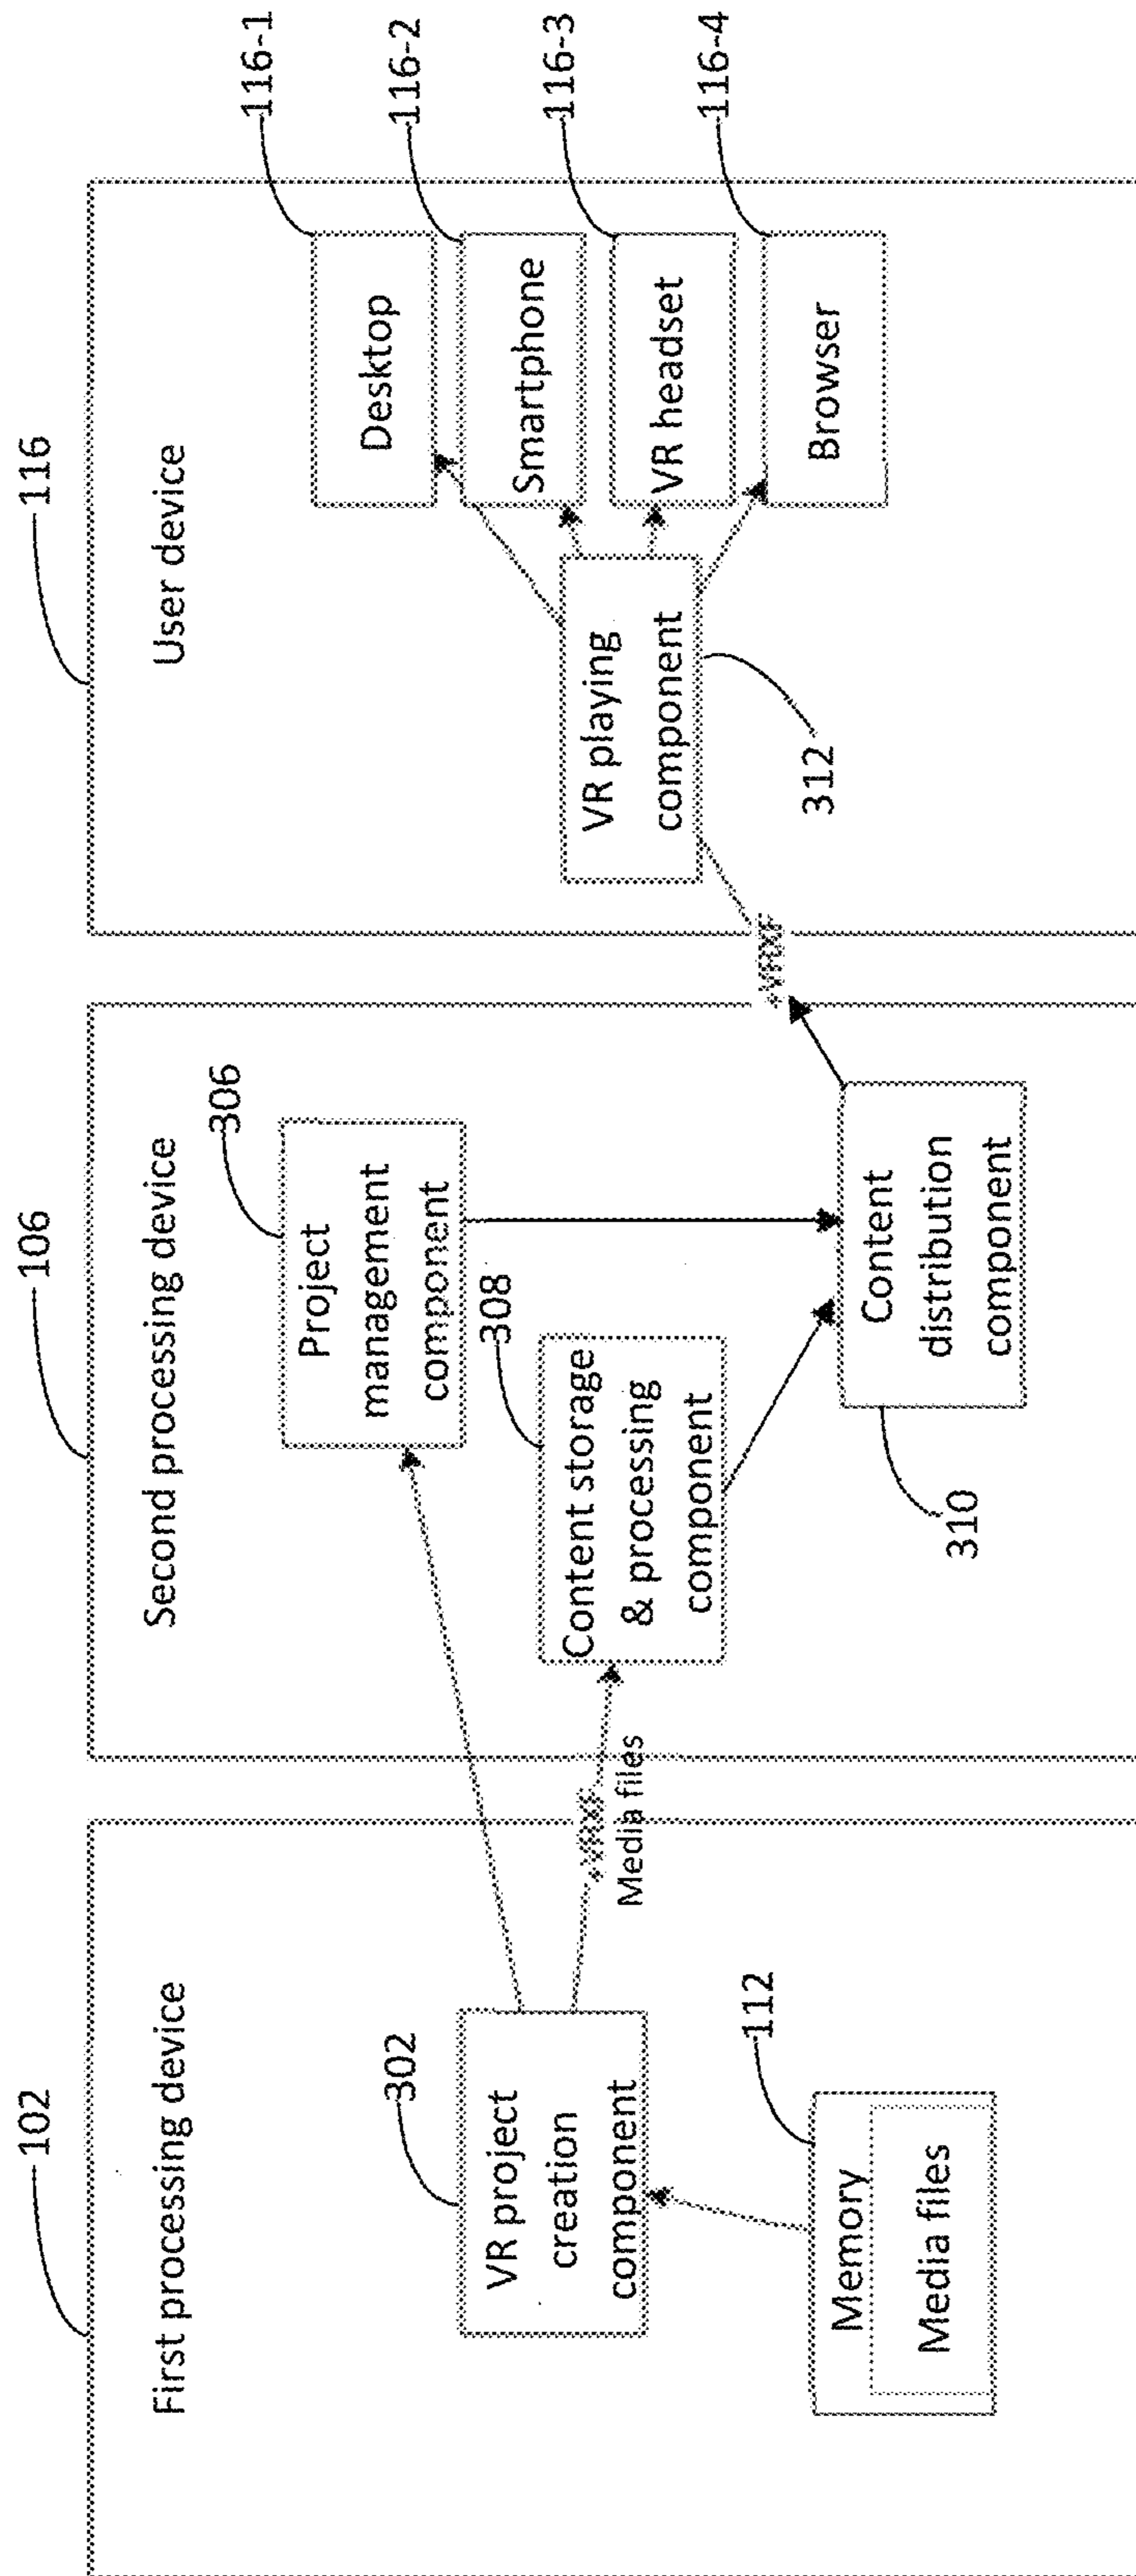 102
First processing device
302
VR project
creation
component
112
Memory
Media files
.VRXF
Media files
106
Second processing device
306
Project
management
component
308
Content storage
& processing
component
Content
distribution
component
310
116
User device
VR playing
component
312
.VRXF
Desktop
116-1
Smartphone
116-2
VR headset
116-3
Browser
116-4